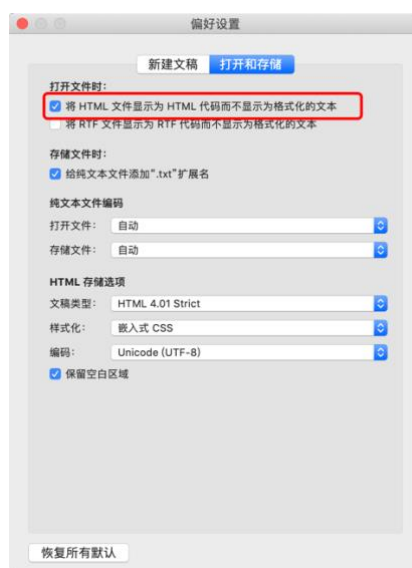 偏好设置
新建文稿 打开和存储
打开文件时:
将 HTML 文件显示为 HTML 代码而不显示为格式化的文本
将 RTF 文件显示为 RTF 代码而不显示为格式化的文本
存储文件时:
给纯文本文件添加“.txt”扩展名
纯文本文件编码
打开文件: 自动
存储文件: 自动
HTML 存储选项
文稿类型: HTML 4.01 Strict
样式化: 嵌入式 CSS
编码: Unicode (UTF-8)
保留空白区域
恢复所有默认